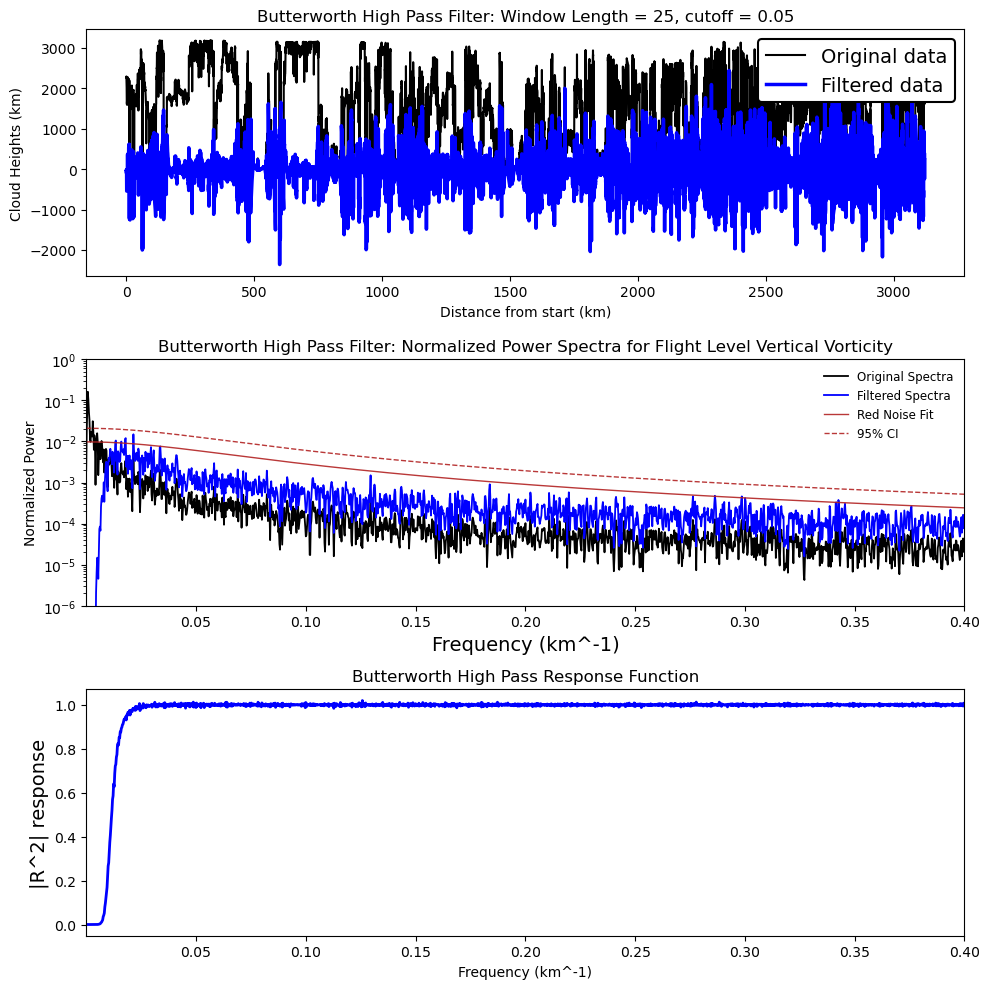 Butterworth High Pass Filter: Window Length = 25, cutoff = 0.05
Cloud Heights (km)
3000
2000
1000
0
−1000
−2000
Original data
Filtered data
0 500 1000 1500 2000 2500 3000
Distance from start (km)
Butterworth High Pass Filter: Normalized Power Spectra for Flight Level Vertical Vorticity
Normalized Power
10^0
10^−1
10^−2
10^−3
10^−4
10^−5
10^−6
Original Spectra
Filtered Spectra
Red Noise Fit
95% CI
0.05 0.10 0.15 0.20 0.25 0.30 0.35 0.40
Frequency (km^-1)
Butterworth High Pass Response Function
|R^2| response
1.0
0.8
0.6
0.4
0.2
0.0
0.05 0.10 0.15 0.20 0.25 0.30 0.35 0.40
Frequency (km^-1)